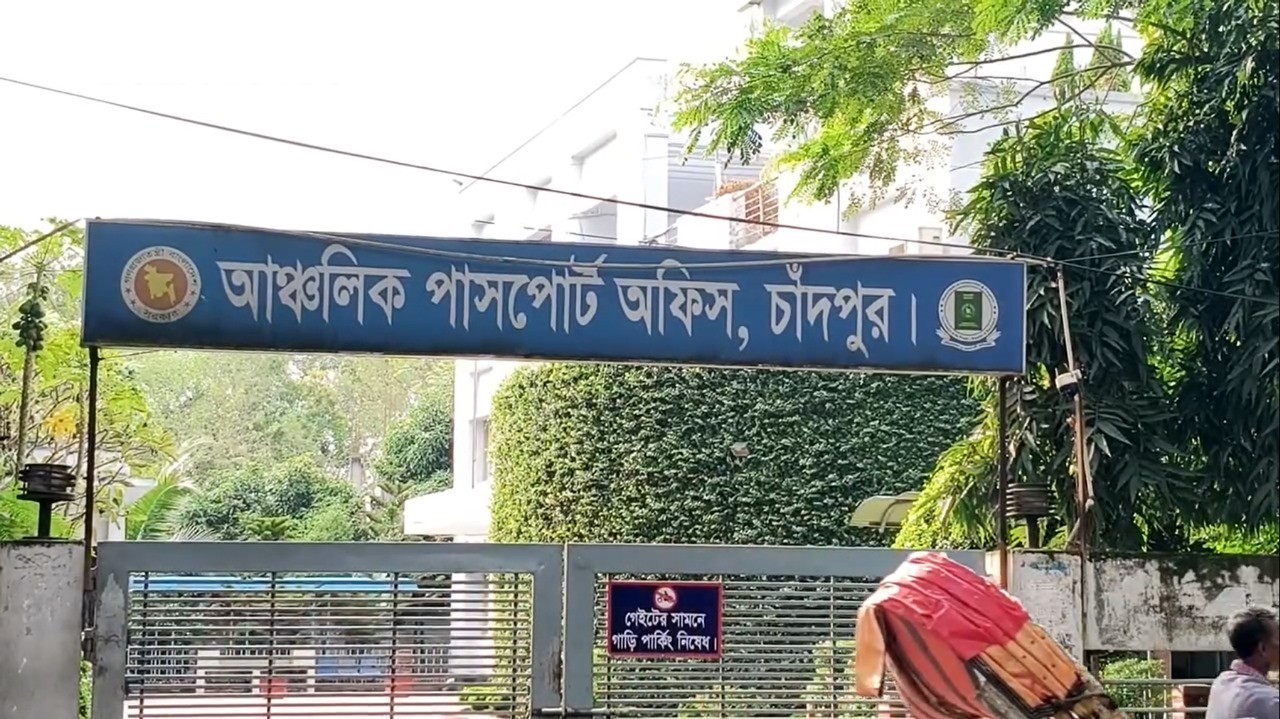 আঞ্চলিক পাসপোর্ট অফিস, চাঁদপুর।
গেইটের সামনে
গাড়ি পার্কিং নিষেধ।